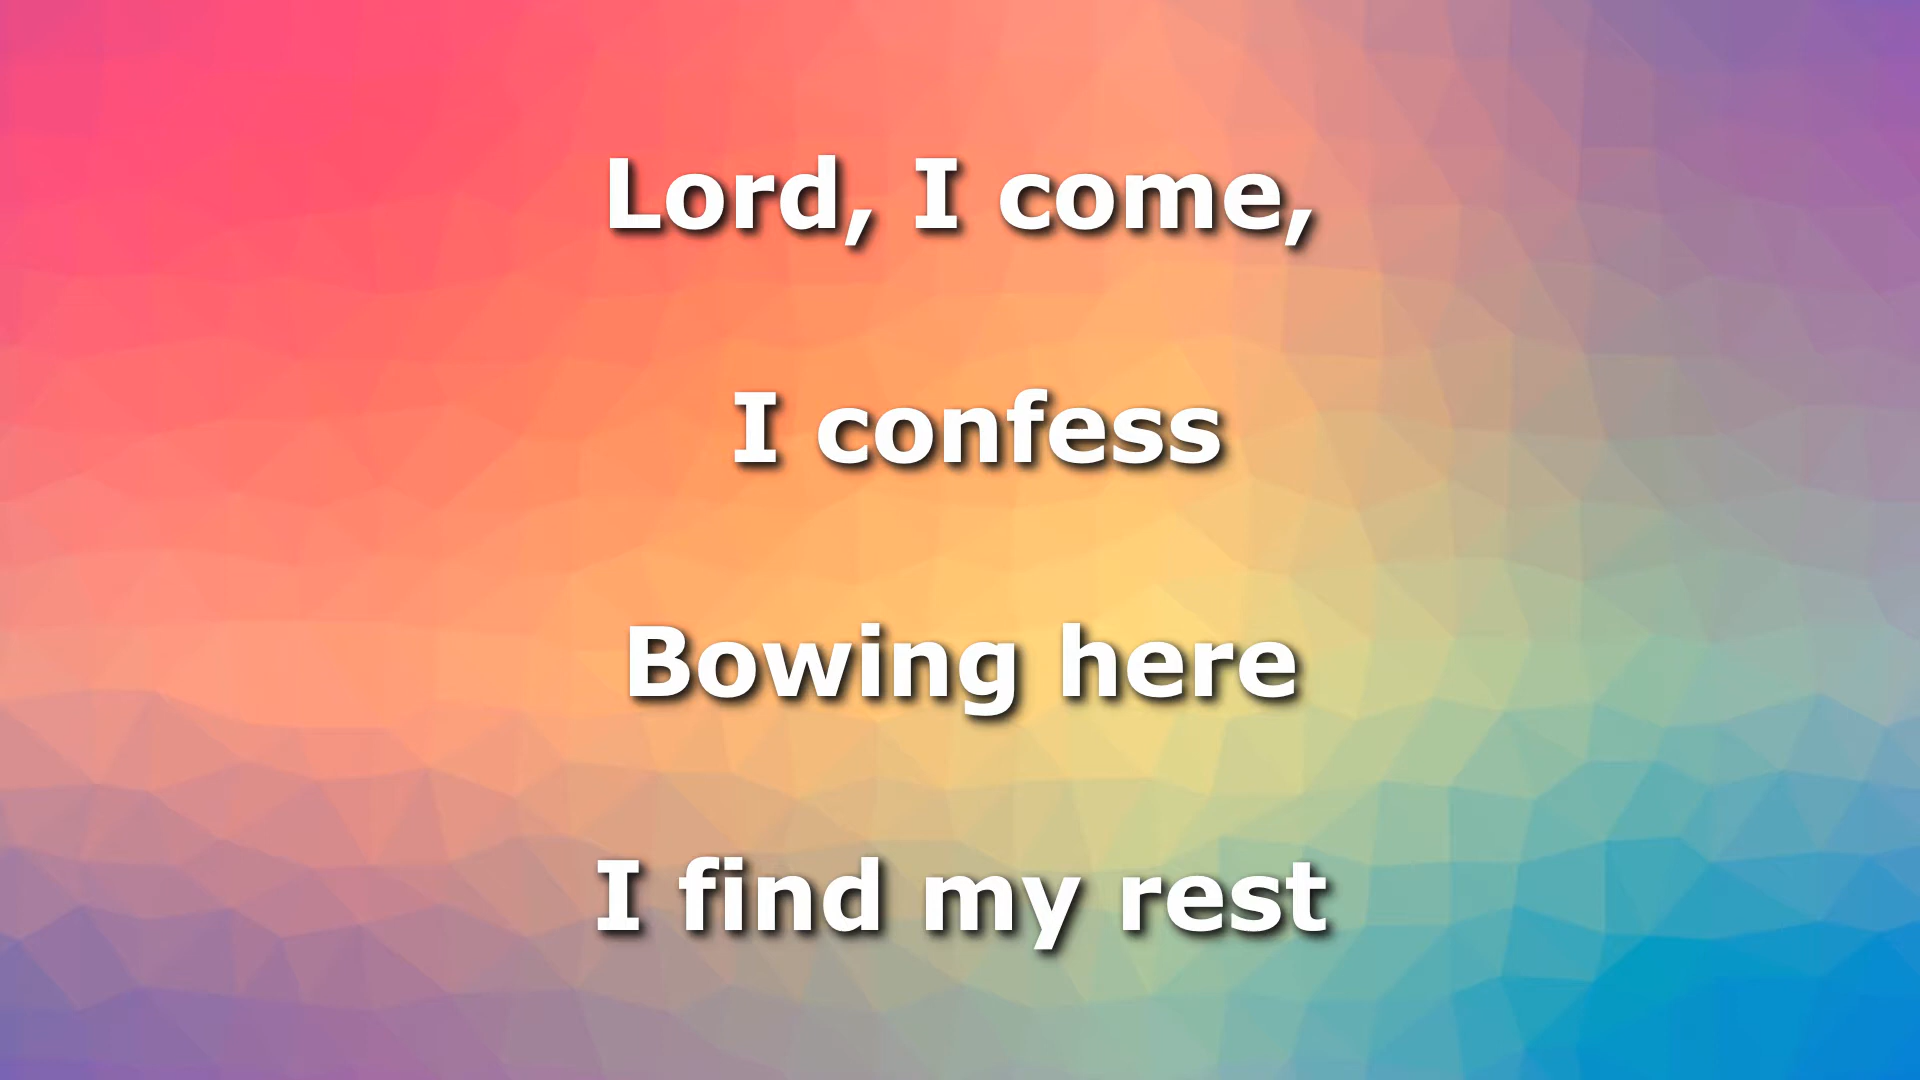 Lord, I come,
I confess
Bowing here
I find my rest